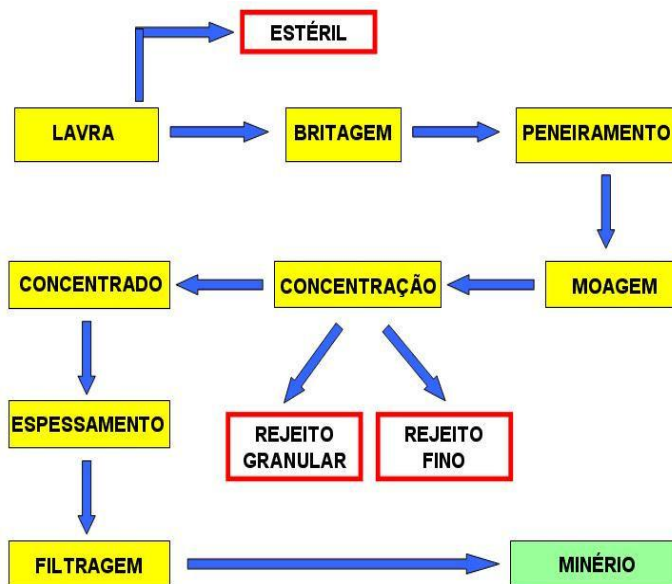 ESTÉRIL
LAVRA
BRITAGEM
PENEIRAMENTO
CONCENTRADO
CONCENTRAÇÃO
MOAGEM
ESPESSAMENTO
REJEITO
GRANULAR
REJEITO
FINO
FILTRAGEM
MINÉRIO